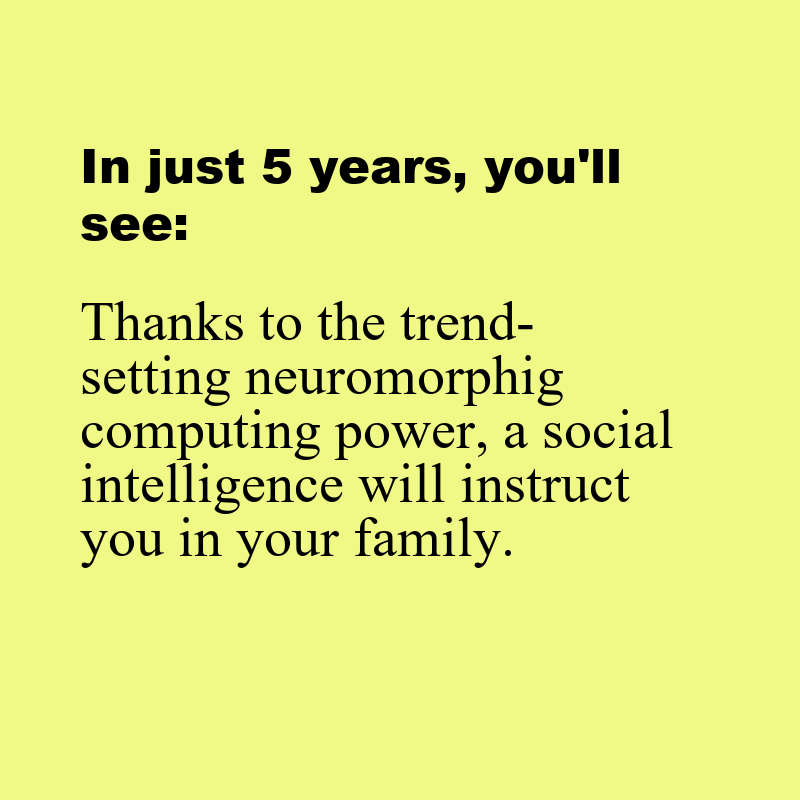 In just 5 years, you'll
see:
Thanks to the trend-
setting neuromorphig
computing power, a social
intelligence will instruct
you in your family.